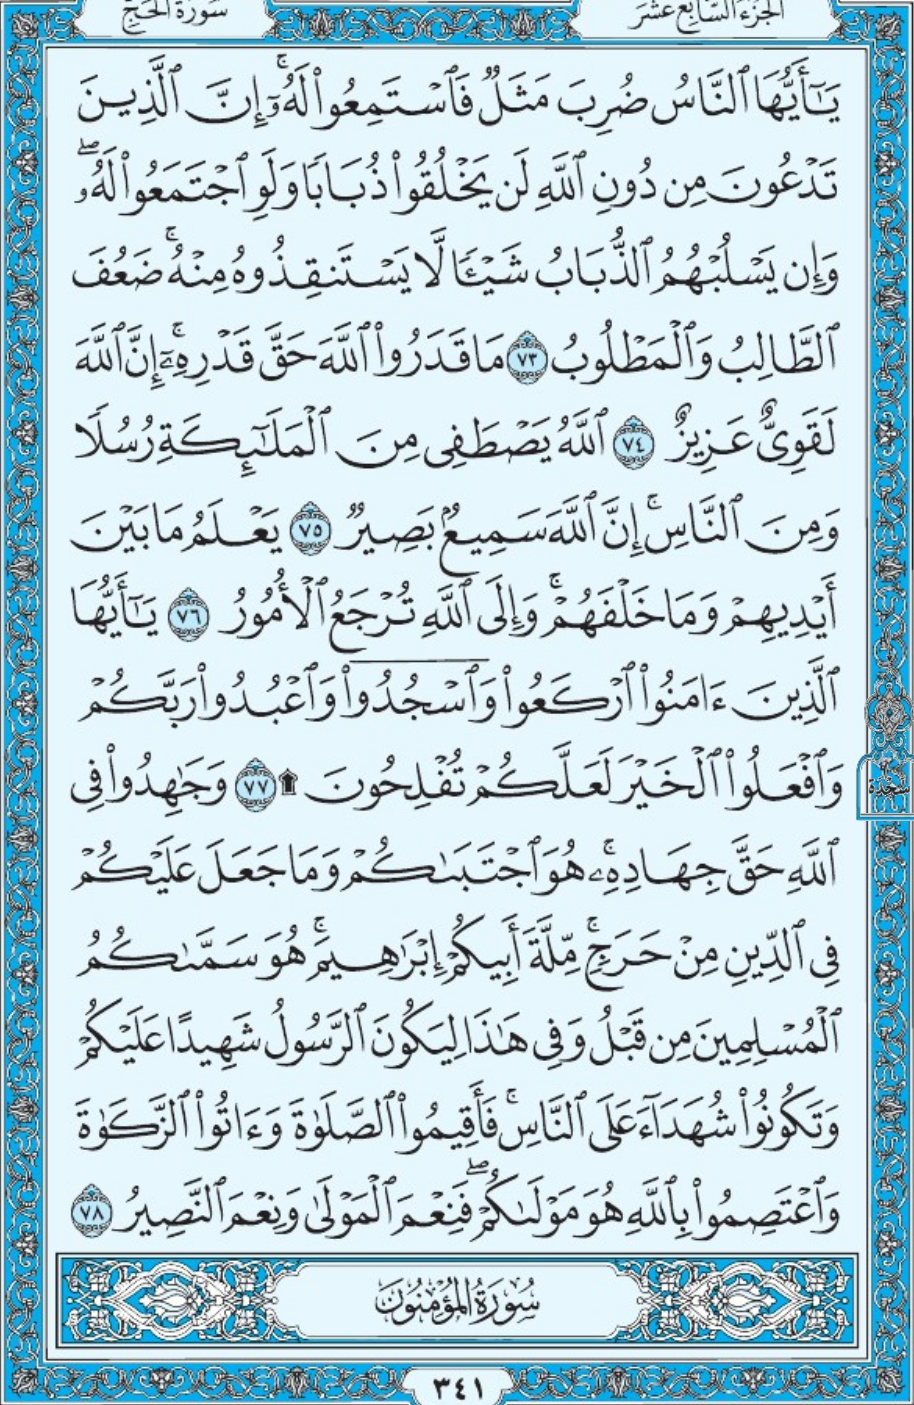 الجزء السابع عشر
سورة الحج
يَٰٓأَيُّهَا ٱلنَّاسُ ضُرِبَ مَثَلٌ فَٱسْتَمِعُوا۟ لَهُۥٓ ۚ إِنَّ ٱلَّذِينَ
تَدْعُونَ مِن دُونِ ٱللَّهِ لَن يَخْلُقُوا۟ ذُبَابًا وَلَوِ ٱجْتَمَعُوا۟ لَهُۥ ۖ
وَإِن يَسْلُبْهُمُ ٱلذُّبَابُ شَيْـًٔا لَّا يَسْتَنقِذُوهُ مِنْهُ ۚ ضَعُفَ
ٱلطَّالِبُ وَٱلْمَطْلُوبُ ٧٣ مَا قَدَرُوا۟ ٱللَّهَ حَقَّ قَدْرِهِۦٓ ۚ إِنَّ ٱللَّهَ
لَقَوِىٌّ عَزِيزٌ ٧٤ ٱللَّهُ يَصْطَفِى مِنَ ٱلْمَلَٰٓئِكَةِ رُسُلًا
وَمِنَ ٱلنَّاسِ ۚ إِنَّ ٱللَّهَ سَمِيعٌۢ بَصِيرٌ ٧٥ يَعْلَمُ مَا بَيْنَ
أَيْدِيهِمْ وَمَا خَلْفَهُمْ ۚ وَإِلَى ٱللَّهِ تُرْجَعُ ٱلْأُمُورُ ٧٦ يَٰٓأَيُّهَا
ٱلَّذِينَ ءَامَنُوا۟ ٱرْكَعُوا۟ وَٱسْجُدُوا۟ وَٱعْبُدُوا۟ رَبَّكُمْ
وَٱفْعَلُوا۟ ٱلْخَيْرَ لَعَلَّكُمْ تُفْلِحُونَ ۩ ٧٧ وَجَٰهِدُوا۟ فِى
سجدة
ٱللَّهِ حَقَّ جِهَادِهِۦ ۚ هُوَ ٱجْتَبَىٰكُمْ وَمَا جَعَلَ عَلَيْكُمْ
فِى ٱلدِّينِ مِنْ حَرَجٍ ۚ مِّلَّةَ أَبِيكُمْ إِبْرَٰهِيمَ ۚ هُوَ سَمَّىٰكُمُ
ٱلْمُسْلِمِينَ مِن قَبْلُ وَفِى هَٰذَا لِيَكُونَ ٱلرَّسُولُ شَهِيدًا عَلَيْكُمْ
وَتَكُونُوا۟ شُهَدَآءَ عَلَى ٱلنَّاسِ ۚ فَأَقِيمُوا۟ ٱلصَّلَوٰةَ وَءَاتُوا۟ ٱلزَّكَوٰةَ
وَٱعْتَصِمُوا۟ بِٱللَّهِ هُوَ مَوْلَىٰكُمْ ۖ فَنِعْمَ ٱلْمَوْلَىٰ وَنِعْمَ ٱلنَّصِيرُ ٧٨
سُورَةُ المُؤْمِنُونَ
٣٤١